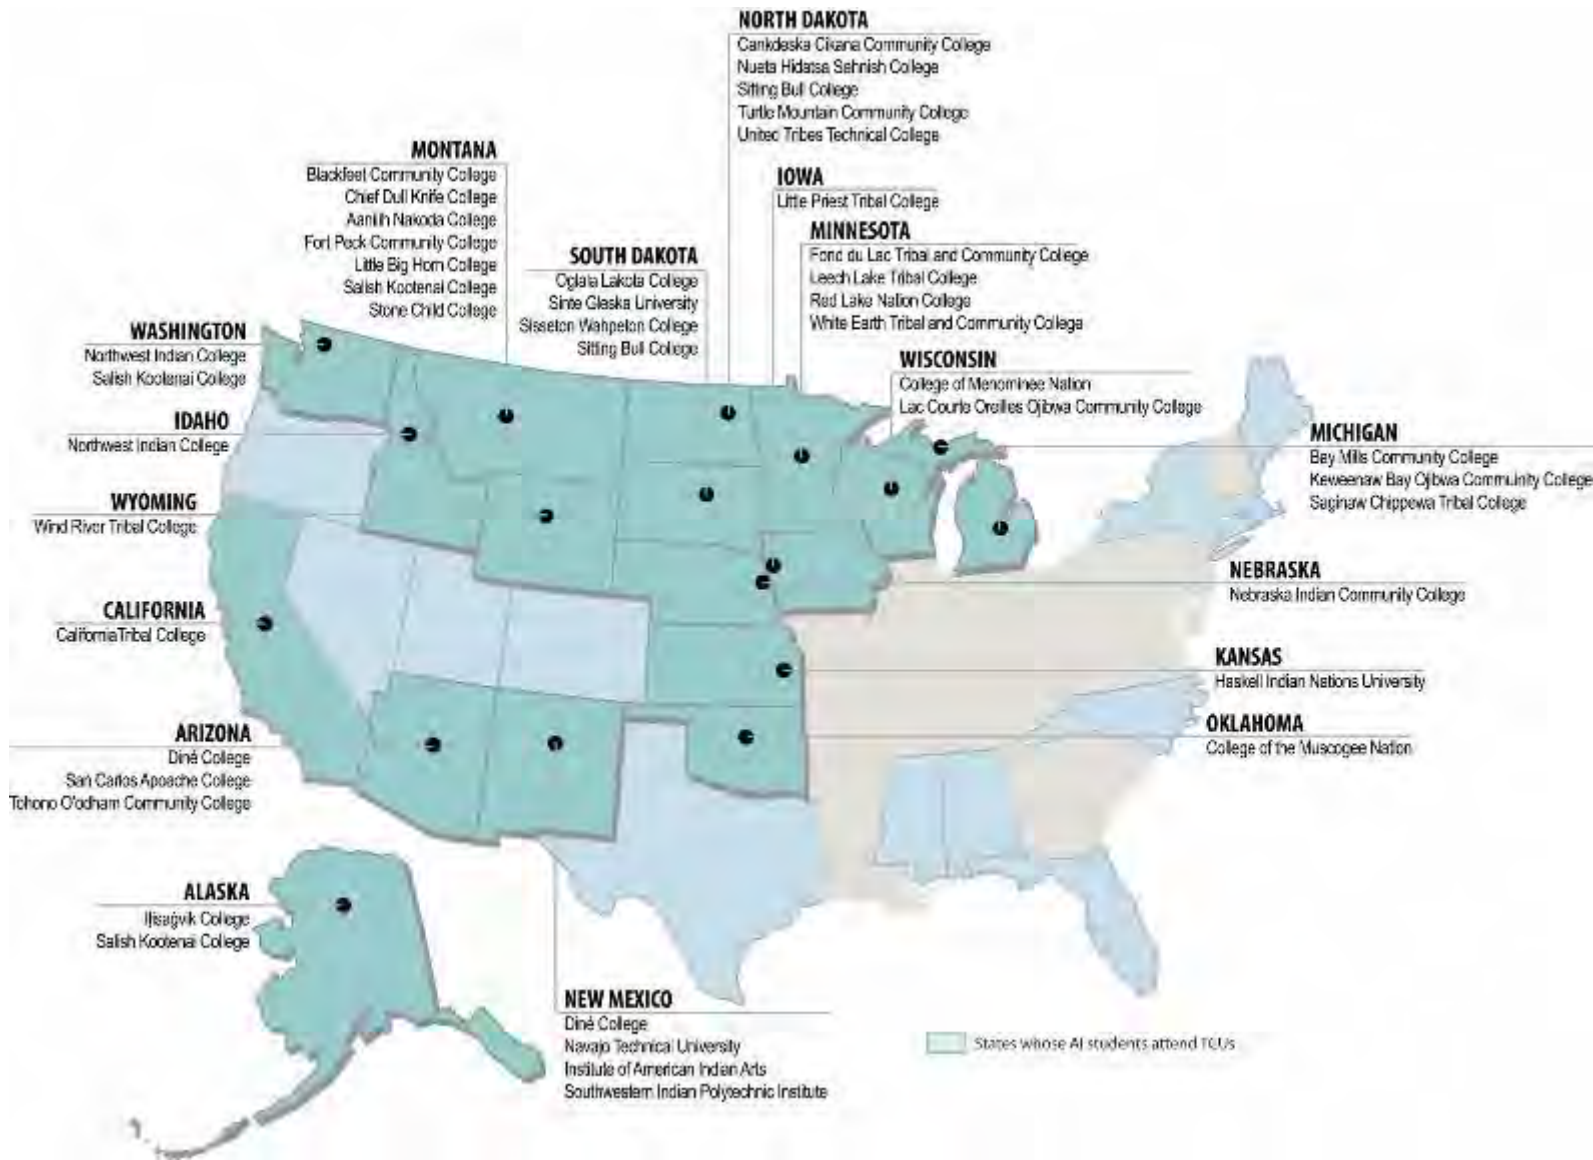 NORTH DAKOTA
Cankdeska Cikana Community College
Nueta Hidatsa Sahnish College
Sitting Bull College
Turtle Mountain Community College
United Tribes Technical College
MONTANA
Blackfeet Community College
Chief Dull Knife College
Aaniiih Nakoda College
Fort Peck Community College
Little Big Horn College
Salish Kootenai College
Stone Child College
IOWA
Little Priest Tribal College
MINNESOTA
Fond du Lac Tribal and Community College
Leech Lake Tribal College
Red Lake Nation College
White Earth Tribal and Community College
SOUTH DAKOTA
Oglala Lakota College
Sinte Gleska University
Sisseton Wahpeton College
Sitting Bull College
WASHINGTON
Northwest Indian College
Salish Kootenai College
WISCONSIN
College of Menominee Nation
Lac Courte Oreilles Ojibwa Community College
IDAHO
Northwest Indian College
MICHIGAN
Bay Mills Community College
Keweenaw Bay Ojibwa Community College
Saginaw Chippewa Tribal College
WYOMING
Wind River Tribal College
NEBRASKA
Nebraska Indian Community College
CALIFORNIA
CaliforniaTribal College
KANSAS
Haskell Indian Nations University
OKLAHOMA
College of the Muscogee Nation
ARIZONA
Diné College
San Carlos Apoache College
Tohono O'odham Community College
ALASKA
Iḷisaġvik College
Salish Kootenai College
NEW MEXICO
Diné College
Navajo Technical University
Institute of American Indian Arts
Southwestern Indian Polytechnic Institute
States whose AI students attend TCUs